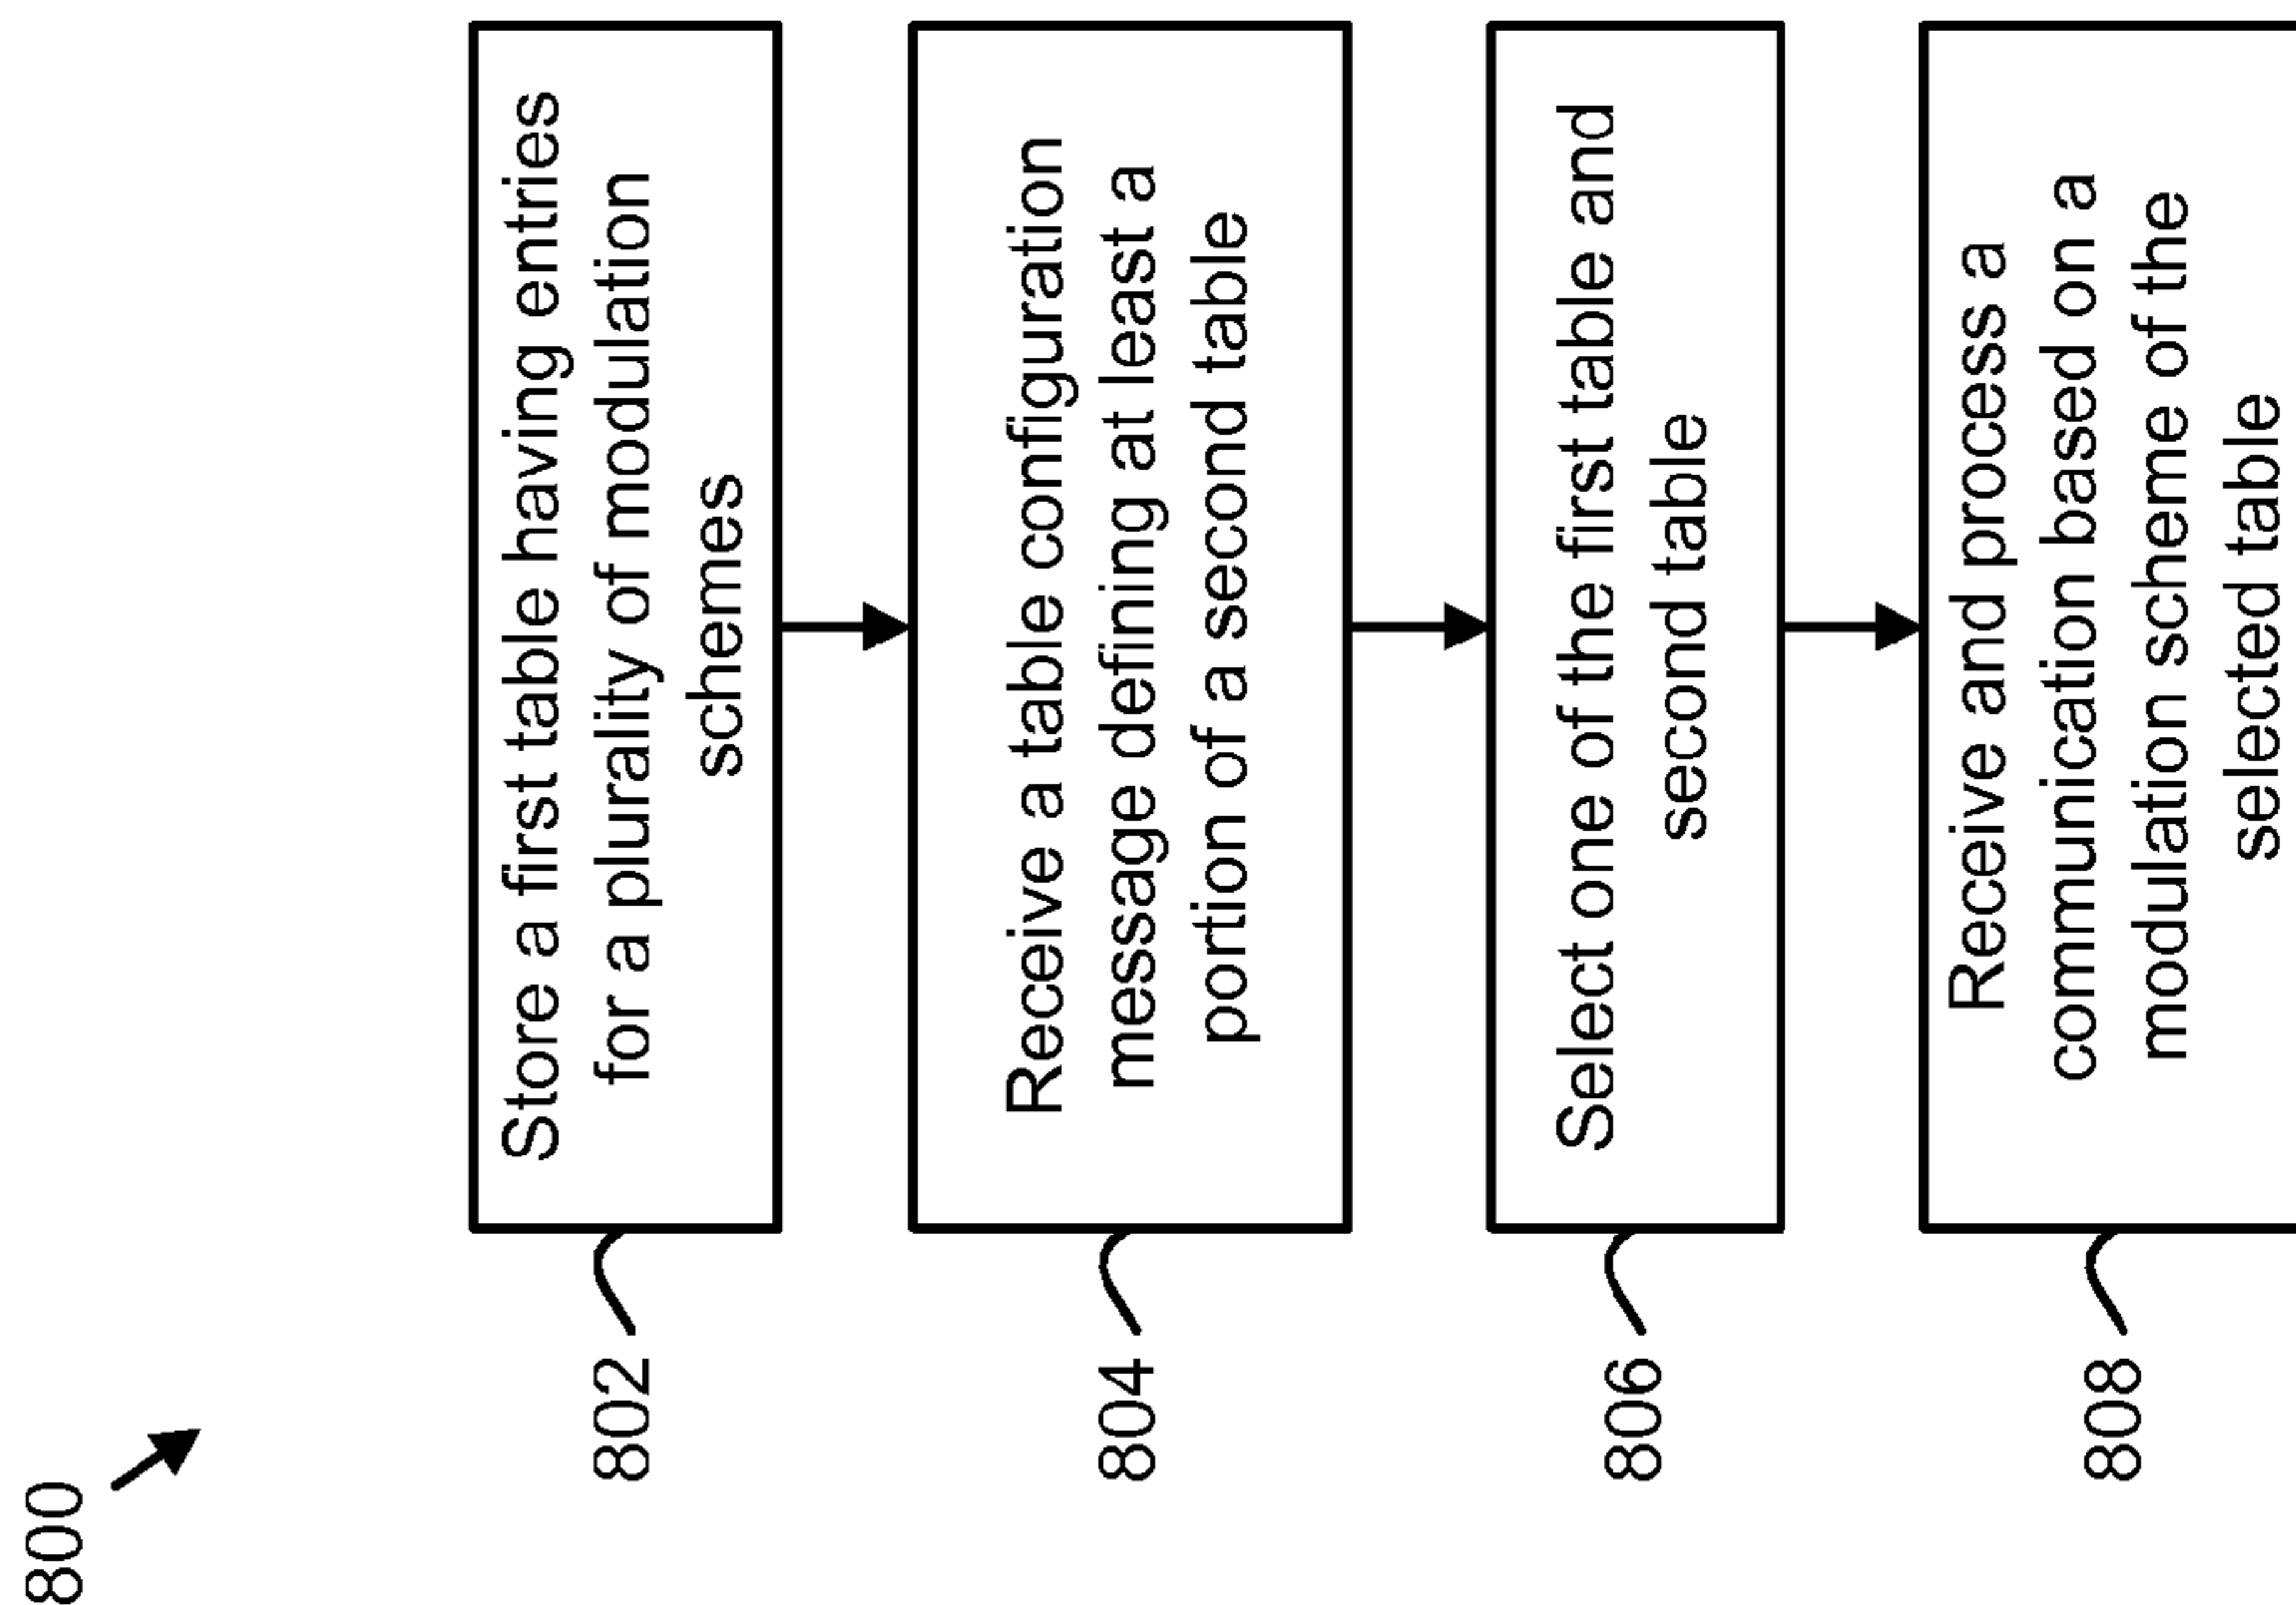 800
802
Store a first table having entries
for a plurality of modulation
schemes
804
Receive a table configuration
message defining at least a
portion of a second table
806
Select one of the first table and
second table
808
Receive and process a
communication based on a
modulation scheme of the
selected table